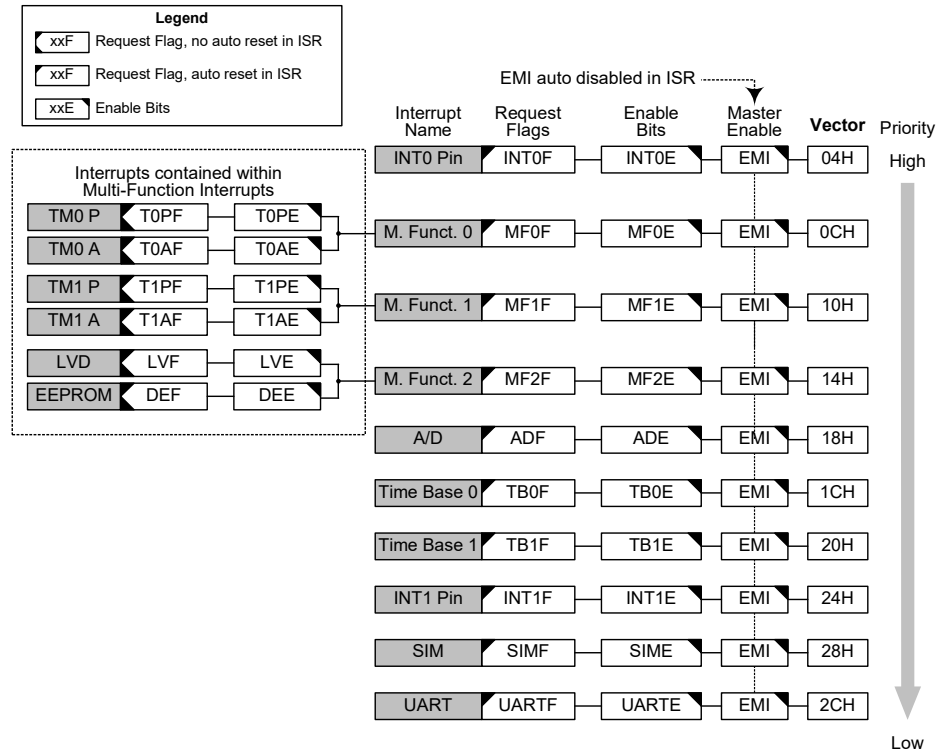 Legend
xxF Request Flag, no auto reset in ISR
xxF Request Flag, auto reset in ISR
xxE Enable Bits
EMI auto disabled in ISR
Interrupt Name Request Flags Enable Bits Master Enable Vector Priority
INT0 Pin INT0F INT0E EMI 04H High
Interrupts contained within
Multi-Function Interrupts
TM0 P T0PF T0PE
M. Funct. 0 MF0F MF0E EMI 0CH
TM0 A T0AF T0AE
TM1 P T1PF T1PE
M. Funct. 1 MF1F MF1E EMI 10H
TM1 A T1AF T1AE
LVD LVF LVE
M. Funct. 2 MF2F MF2E EMI 14H
EEPROM DEF DEE
A/D ADF ADE EMI 18H
Time Base 0 TB0F TB0E EMI 1CH
Time Base 1 TB1F TB1E EMI 20H
INT1 Pin INT1F INT1E EMI 24H
SIM SIMF SIME EMI 28H
UART UARTF UARTE EMI 2CH
Low